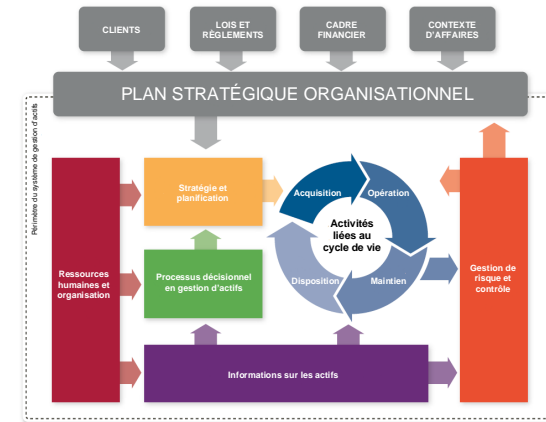 CLIENTS
LOIS ET
RÈGLEMENTS
CADRE
FINANCIER
CONTEXTE
D'AFFAIRES
PLAN STRATÉGIQUE ORGANISATIONNEL
Périmètre du système de gestion d'actifs
Stratégie et
planification
Acquisition
Opération
Activités
liées au
cycle de vie
Ressources
humaines et
organisation
Processus décisionnel
en gestion d'actifs
Disposition
Maintien
Gestion de
risque et
contrôle
Informations sur les actifs